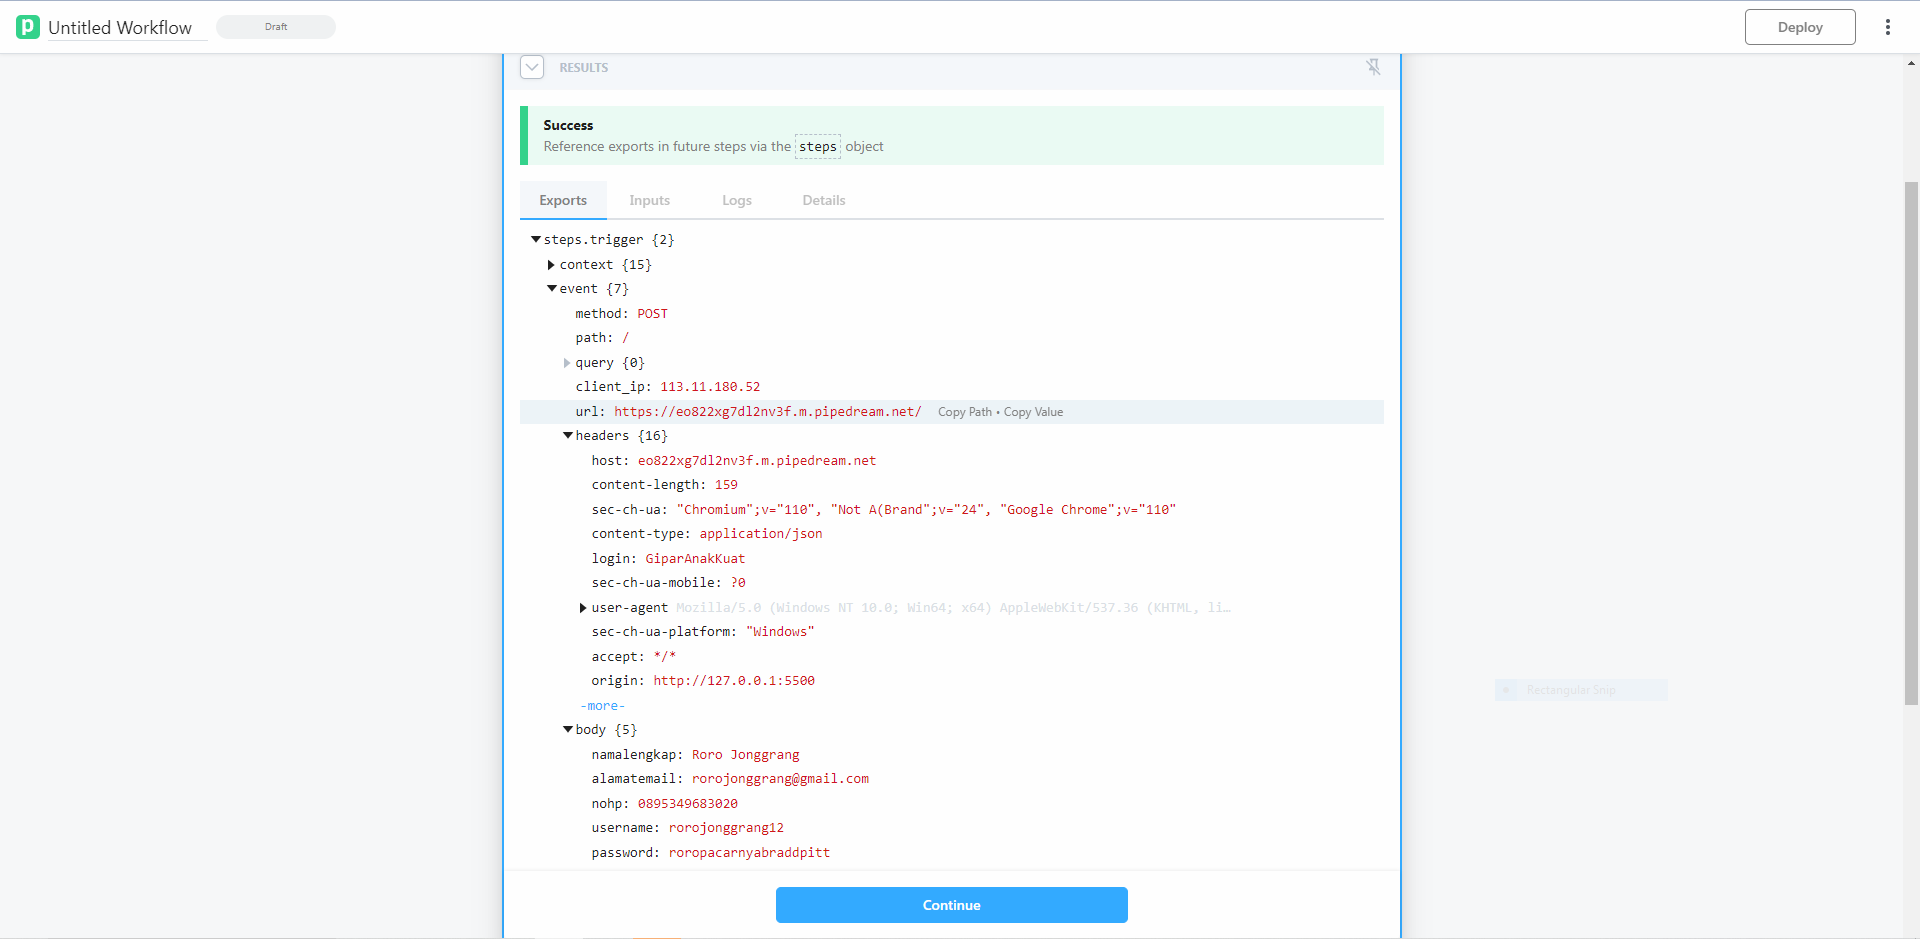 p Untitled Workflow Draft Deploy
RESULTS
Success
Reference exports in future steps via the steps object
Exports Inputs Logs Details
steps.trigger {2}
context {15}
event {7}
method: POST
path: /
query {0}
client_ip: 113.11.180.52
url: https://eo822xg7dl2nv3f.m.pipedream.net/ Copy Path • Copy Value
headers {16}
host: eo822xg7dl2nv3f.m.pipedream.net
content-length: 159
sec-ch-ua: "Chromium";v="110", "Not A(Brand";v="24", "Google Chrome";v="110"
content-type: application/json
login: GiparAnakKuat
sec-ch-ua-mobile: ?0
user-agent Mozilla/5.0 (Windows NT 10.0; Win64; x64) AppleWebKit/537.36 (KHTML, li…
sec-ch-ua-platform: "Windows"
accept: */*
origin: http://127.0.0.1:5500
Rectangular Snip
-more-
body {5}
namalengkap: Roro Jonggrang
alamatemail: rorojonggrang@gmail.com
nohp: 0895349683020
username: rorojonggrang12
password: roropacarnyabraddpitt
Continue